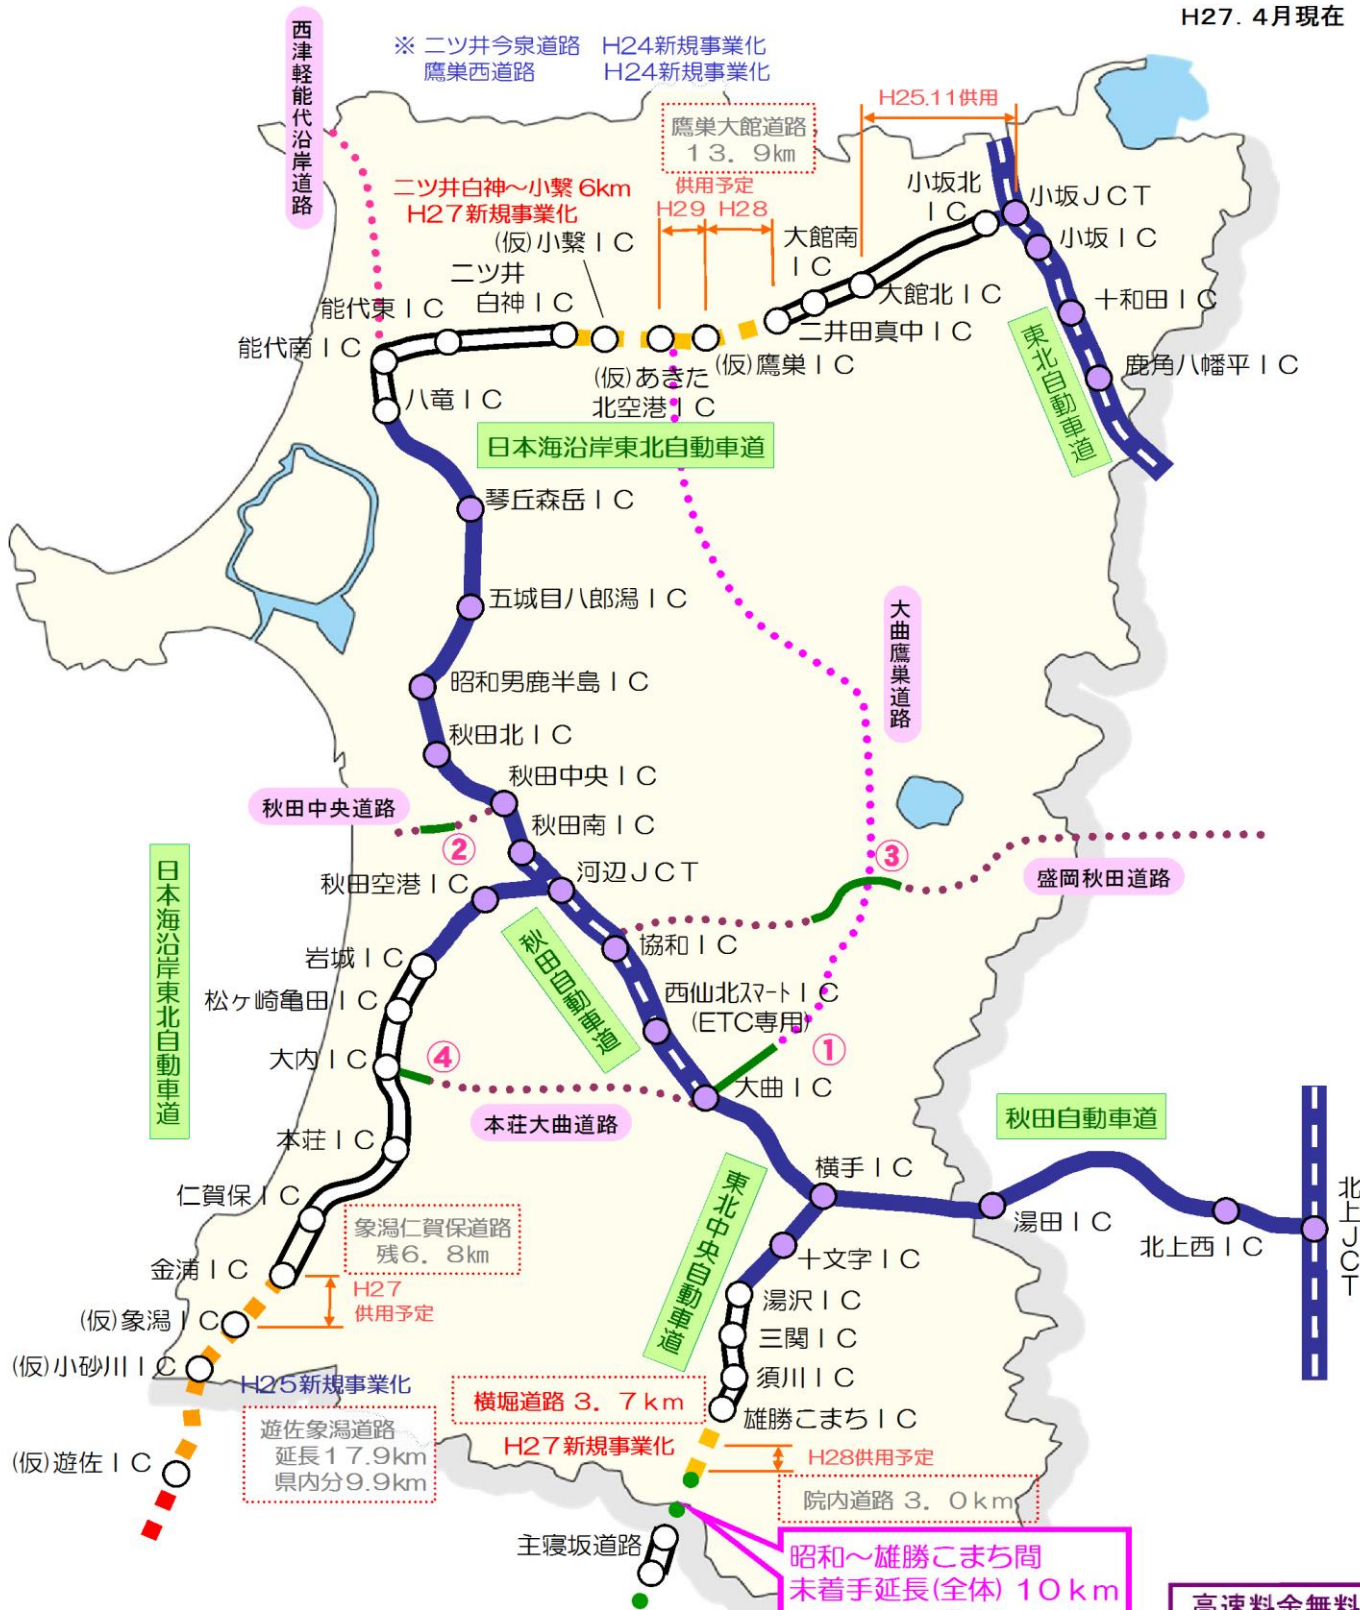 H27. 4月現在
西津軽能代沿岸道路
※ 二ツ井今泉道路　H24新規事業化
鷹巣西道路　H24新規事業化
H25.11供用
鷹巣大館道路
13. 9km
二ツ井白神～小繋 6km
H27新規事業化
供用予定
H29 H28
小坂北
IC
小坂JCT
小坂IC
(仮)小繋IC
大館南
IC
二ツ井
白神IC
大館北IC
十和田IC
能代東IC
二井田真中IC
能代南IC
(仮)あきた
北空港IC
(仮)鷹巣IC
鹿角八幡平IC
東北自動車道
八竜IC
日本海沿岸東北自動車道
琴丘森岳IC
五城目八郎潟IC
大曲鷹巣道路
昭和男鹿半島IC
秋田北IC
秋田中央IC
秋田中央道路
秋田南IC
②
③
河辺JCT
秋田空港IC
盛岡秋田道路
日本海沿岸東北自動車道
秋田自動車道
協和IC
岩城IC
西仙北スマートIC
(ETC専用)
松ヶ崎亀田IC
①
大内IC
④
大曲IC
本荘大曲道路
秋田自動車道
本荘IC
東北中央自動車道
横手IC
仁賀保IC
湯田IC
北上西IC
北上JCT
象潟仁賀保道路
残6. 8km
十文字IC
金浦IC
H27
供用予定
湯沢IC
(仮)象潟IC
三関IC
(仮)小砂川IC
須川IC
H25新規事業化
横堀道路 3. 7km
雄勝こまちIC
遊佐象潟道路
延長17.9km
県内分9.9km
H27新規事業化
H28供用予定
(仮)遊佐IC
院内道路 3. 0km
主寝坂道路
昭和～雄勝こまち間
未着手延長(全体) 10km
高速料金無料